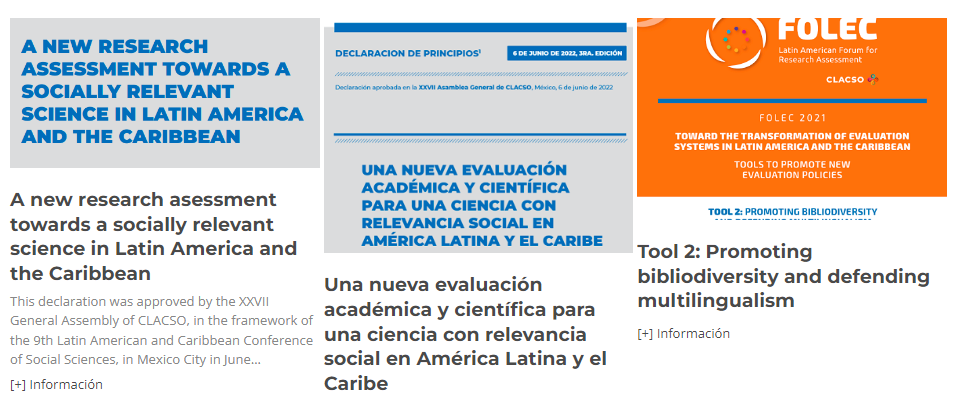 A NEW RESEARCH
ASSESSMENT TOWARDS A
SOCIALLY RELEVANT
SCIENCE IN LATIN AMERICA
AND THE CARIBBEAN
A new research asessment
towards a socially relevant
science in Latin America and
the Caribbean
This declaration was approved by the XXVII
General Assembly of CLACSO, in the framework of
the 9th Latin American and Caribbean Conference
of Social Sciences, in Mexico City in June...
[+] Información
DECLARACION DE PRINCIPIOS¹
6 DE JUNIO DE 2022, 3RA. EDICIÓN
Declaración aprobada en la XXVII Asamblea General de CLACSO, México, 6 de junio de 2022
UNA NUEVA EVALUACIÓN
ACADÉMICA Y CIENTÍFICA
PARA UNA CIENCIA CON
RELEVANCIA SOCIAL EN
AMÉRICA LATINA Y EL CARIBE
Una nueva evaluación
académica y científica para
una ciencia con relevancia
social en América Latina y el
Caribe
FOLEC
Latin American Forum for
Research Assessment
CLACSO
FOLEC 2021
TOWARD THE TRANSFORMATION OF EVALUATION
SYSTEMS IN LATIN AMERICA AND THE CARIBBEAN
TOOLS TO PROMOTE NEW
EVALUATION POLICIES
TOOL 2: PROMOTING BIBLIODIVERSITY
Tool 2: Promoting
bibliodiversity and defending
multilingualism
[+] Información